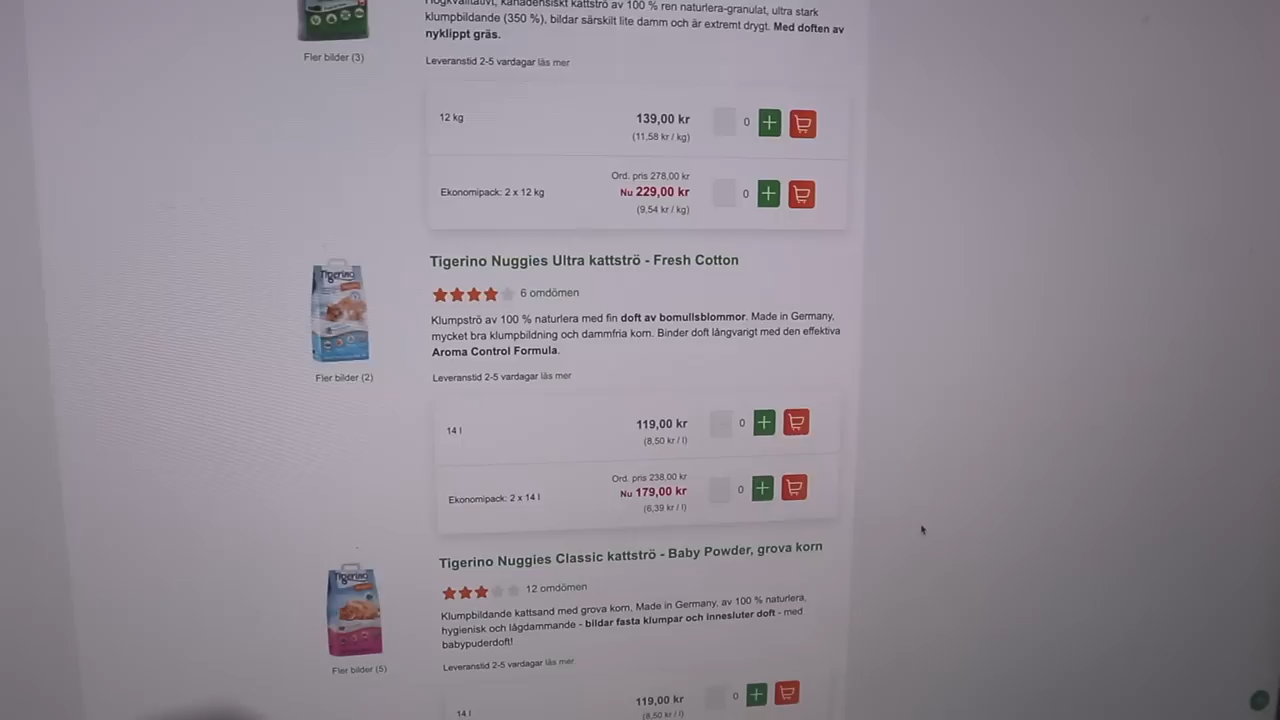 Högkvalitativt, kanadensiskt kattströ av 100 % ren naturlera-granulat, ultra stark
klumpbildande (350 %), bildar särskilt lite damm och är extremt drygt. Med doften av
nyklippt gräs.
Fler bilder (3)
Leveranstid 2-5 vardagar läs mer
12 kg
139,00 kr
0
(11,58 kr / kg)
Ord. pris 278,00 kr
Ekonomipack: 2 x 12 kg
Nu 229,00 kr
0
(9,54 kr / kg)
Tigerino Nuggies Ultra kattströ - Fresh Cotton
Tigerino
6 omdömen
Klumpströ av 100 % naturlera med fin doft av bomullsblommor. Made in Germany,
mycket bra klumpbildning och dammfria korn. Binder doft långvarigt med den effektiva
Aroma Control Formula.
Fler bilder (2)
Leveranstid 2-5 vardagar läs mer
14 l
119,00 kr
0
(8,50 kr / l)
Ord. pris 238,00 kr
Ekonomipack: 2 x 14 l
Nu 179,00 kr
0
(6,39 kr / l)
Tigerino Nuggies Classic kattströ - Baby Powder, grova korn
Tigerino
12 omdömen
Klumpbildande kattsand med grova korn, Made in Germany, av 100 % naturlera,
hygienisk och lågdammande - bildar fasta klumpar och innesluter doft - med
babypuderdoft!
Fler bilder (5)
Leveranstid 2-5 vardagar läs mer
14 l
119,00 kr
0
(8,50 kr / l)